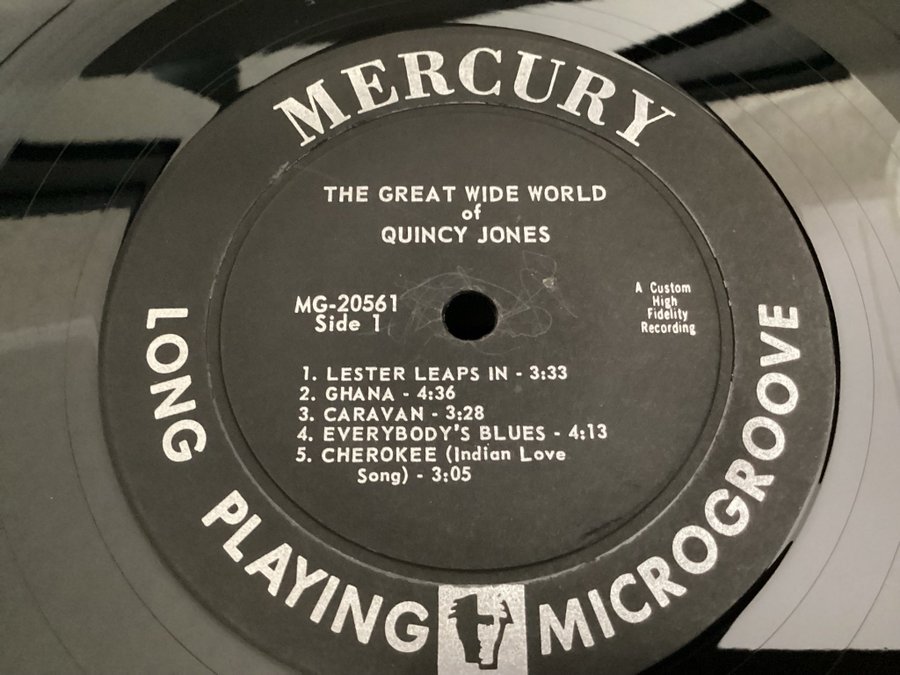 MERCURY
THE GREAT WIDE WORLD
of
QUINCY JONES
MG-20561
Side 1
A Custom
High
Fidelity
Recording
1. LESTER LEAPS IN - 3:33
2. GHANA - 4:36
3. CARAVAN - 3:28
4. EVERYBODY'S BLUES - 4:13
5. CHEROKEE (Indian Love
Song) - 3:05
LONG PLAYING MICROGROOVE